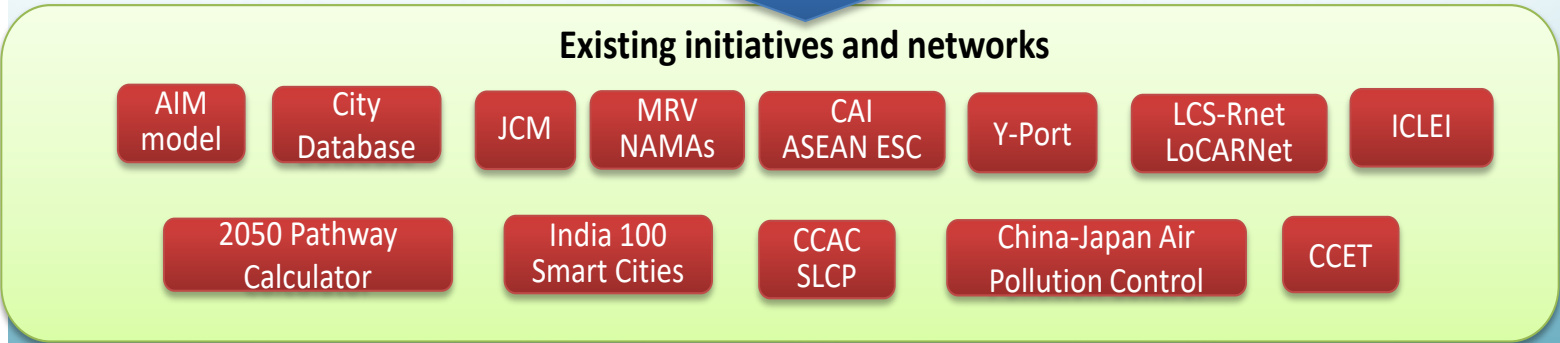 Existing initiatives and networks
AIM
model
City
Database
JCM
MRV
NAMAs
CAI
ASEAN ESC
Y-Port
LCS-Rnet
LoCARNet
ICLEI
2050 Pathway
Calculator
India 100
Smart Cities
CCAC
SLCP
China-Japan Air
Pollution Control
CCET